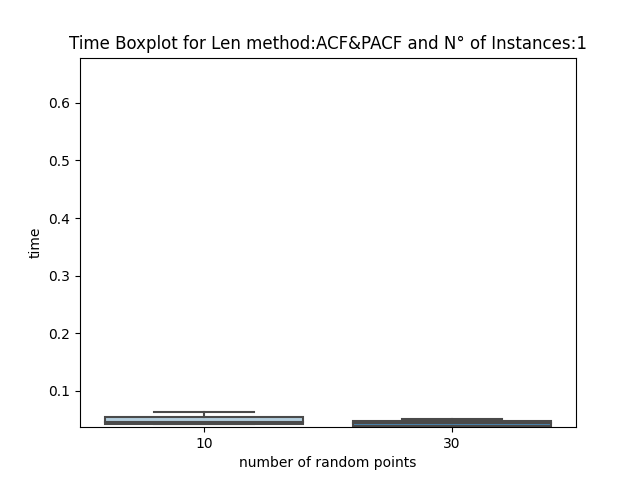 Time Boxplot for Len method:ACF&PACF and N° of Instances:1
0.6
0.5
0.4
0.3
0.2
0.1
time
10 30
number of random points